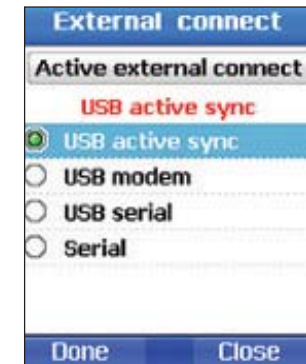 External connect
Active external connect
USB active sync
USB active sync
USB modem
USB serial
Serial
Done Close